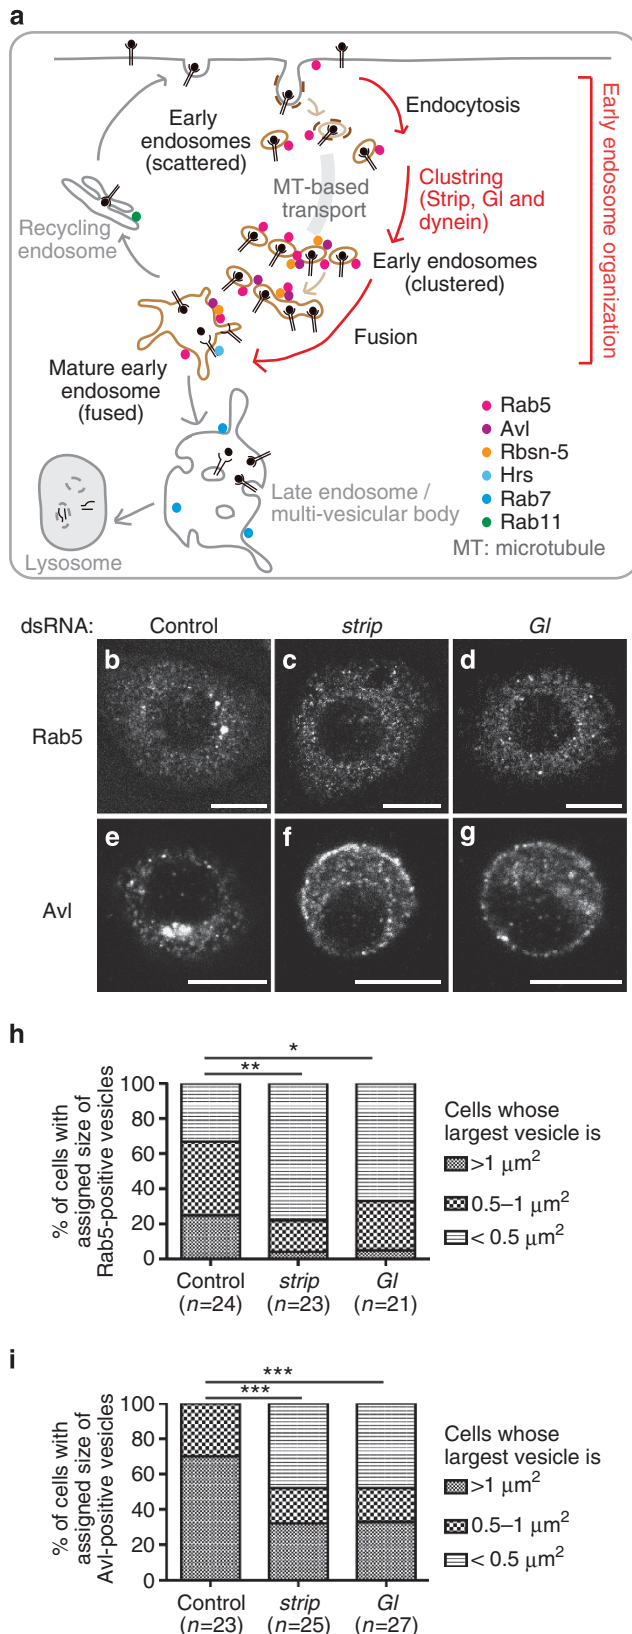 a
Endocytosis
Early
endosomes
(scattered)
Clustring
(Strip, Gl and
dynein)
MT-based
transport
Early endosome organization
Recycling
endosome
Early endosomes
(clustered)
Fusion
Mature early
endosome
(fused)
Rab5
Avl
Rbsn-5
Hrs
Rab7
Rab11
MT: microtubule
Late endosome /
multi-vesicular body
Lysosome
dsRNA: Control strip Gl
b c d
Rab5
e f g
Avl
h
*
**
% of cells with
assigned size of
Rab5-positive vesicles
100
80
60
40
20
0
Control strip Gl
(n=24) (n=23) (n=21)
Cells whose
largest vesicle is
>1 μm²
0.5–1 μm²
< 0.5 μm²
i
***
***
% of cells with
assigned size of
Avl-positive vesicles
100
80
60
40
20
0
Control strip Gl
(n=23) (n=25) (n=27)
Cells whose
largest vesicle is
>1 μm²
0.5–1 μm²
< 0.5 μm²